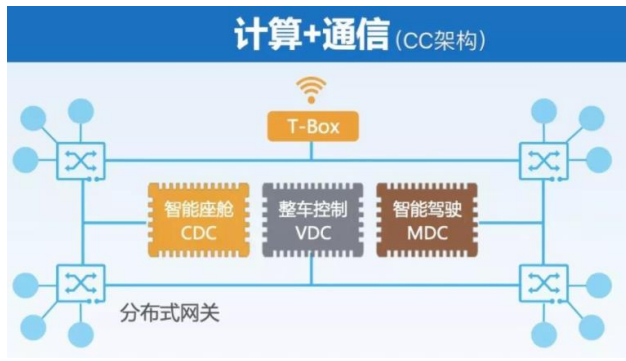 计算+通信(CC架构)
T-Box
智能座舱
CDC
整车控制
VDC
智能驾驶
MDC
分布式网关